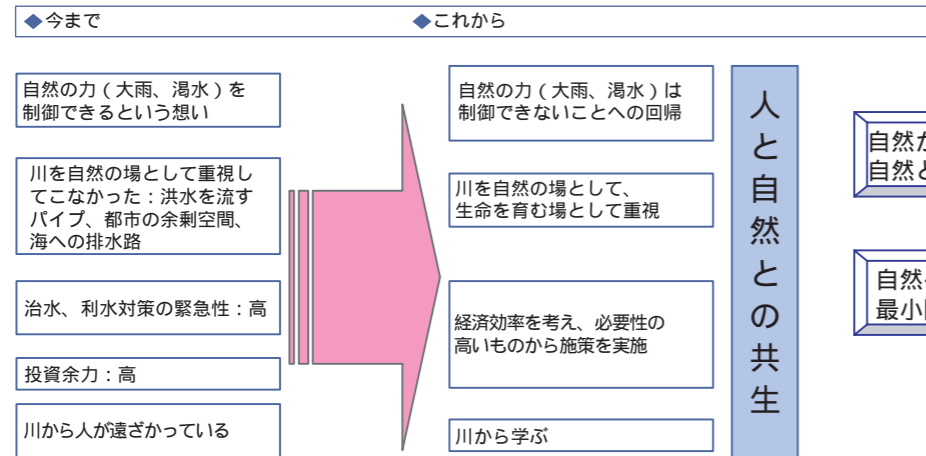 ◆今まで
◆これから
自然の力(大雨、渇水)を
制御できるという想い
川を自然の場として重視し
てこなかった:洪水を流す
パイプ、都市の余剰空間、
海への排水路
治水、利水対策の緊急性:高
投資余力:高
川から人が遠ざかっている
自然の力(大雨、渇水)は
制御できないことへの回帰
川を自然の場として、
生命を育む場として重視
経済効率を考え、必要性の
高いものから施策を実施
川から学ぶ
人と自然との共生
自然
自然と
自然
最小